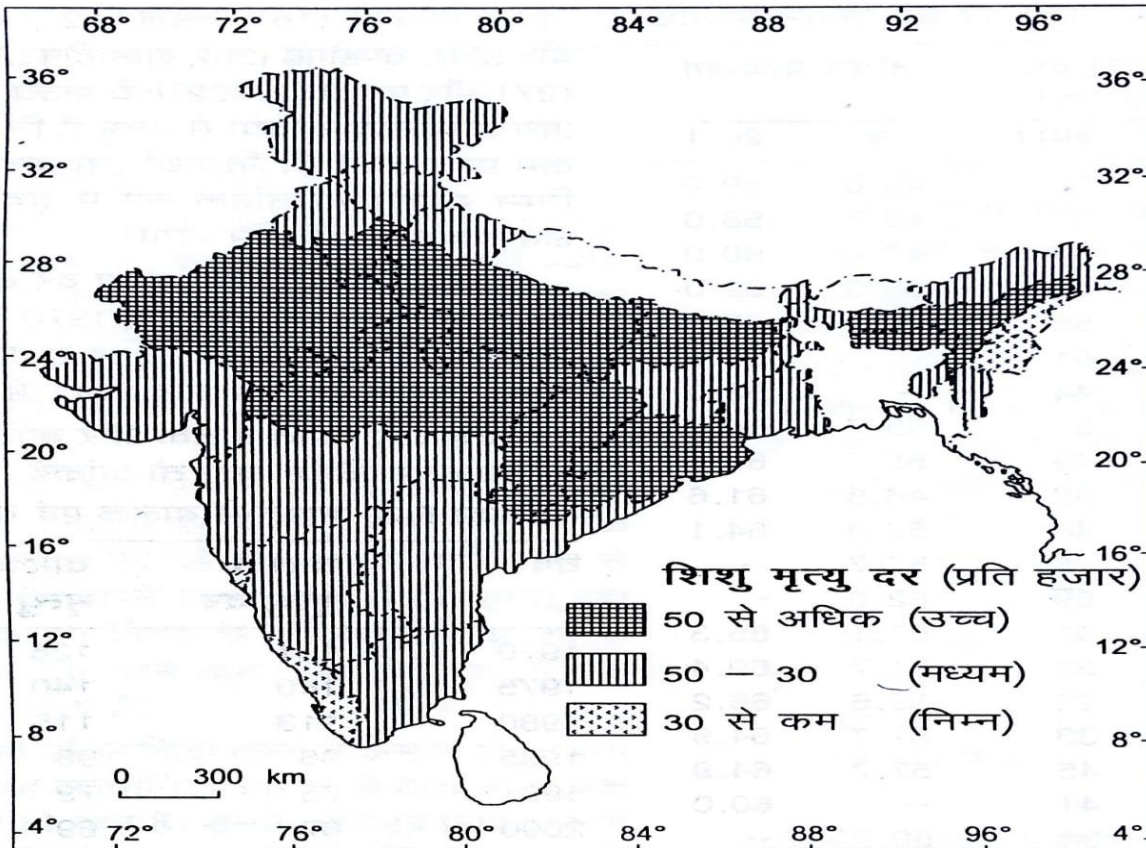 68° 72° 76° 80° 84° 88° 92° 96°
36° 36°
32° 32°
28° 28°
24° 24°
20° 20°
16° 16°
शिशु मृत्यु दर (प्रति हजार)
50 से अधिक (उच्च)
12° 12°
50 – 30 (मध्यम)
30 से कम (निम्न)
8° 8°
0 300 km
4° 72° 76° 80° 84° 88° 96° 4°